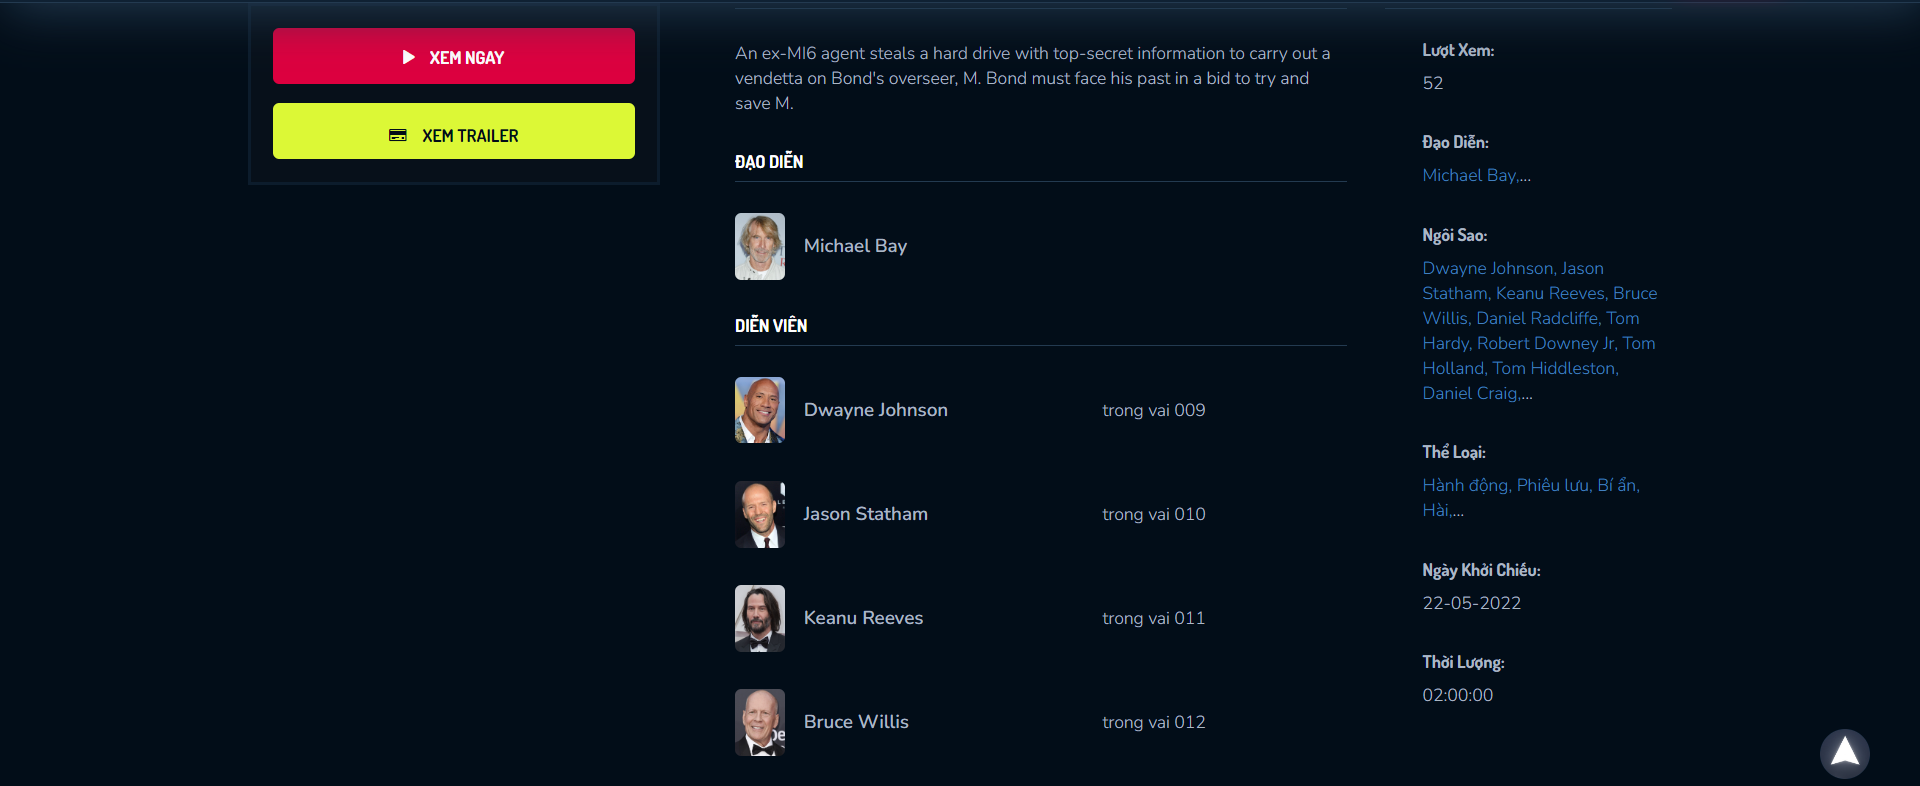 XEM NGAY
XEM TRAILER
An ex-MI6 agent steals a hard drive with top-secret information to carry out a
vendetta on Bond's overseer, M. Bond must face his past in a bid to try and
save M.
ĐẠO DIỄN
Michael Bay
DIỄN VIÊN
Dwayne Johnson trong vai 009
Jason Statham trong vai 010
Keanu Reeves trong vai 011
Bruce Willis trong vai 012
Lượt Xem:
52
Đạo Diễn:
Michael Bay,...
Ngôi Sao:
Dwayne Johnson, Jason
Statham, Keanu Reeves, Bruce
Willis, Daniel Radcliffe, Tom
Hardy, Robert Downey Jr, Tom
Holland, Tom Hiddleston,
Daniel Craig,...
Thể Loại:
Hành động, Phiêu lưu, Bí ẩn,
Hài,...
Ngày Khởi Chiếu:
22-05-2022
Thời Lượng:
02:00:00